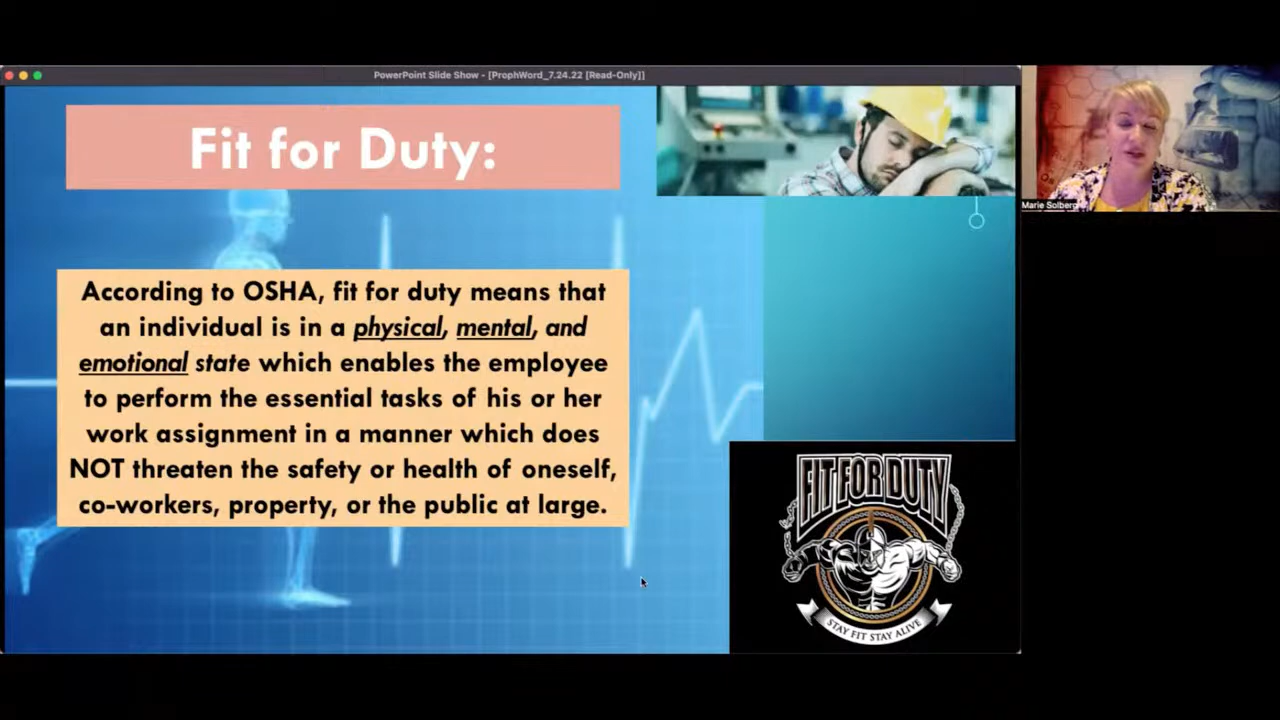 PowerPoint Slide Show - [ProphWord_7.24.22 [Read-Only]]
Fit for Duty:
According to OSHA, fit for duty means that
an individual is in a physical, mental, and
emotional state which enables the employee
to perform the essential tasks of his or her
work assignment in a manner which does
NOT threaten the safety or health of oneself,
co-workers, property, or the public at large.
FIT FOR DUTY
STAY FIT STAY ALIVE
Marie Solberg